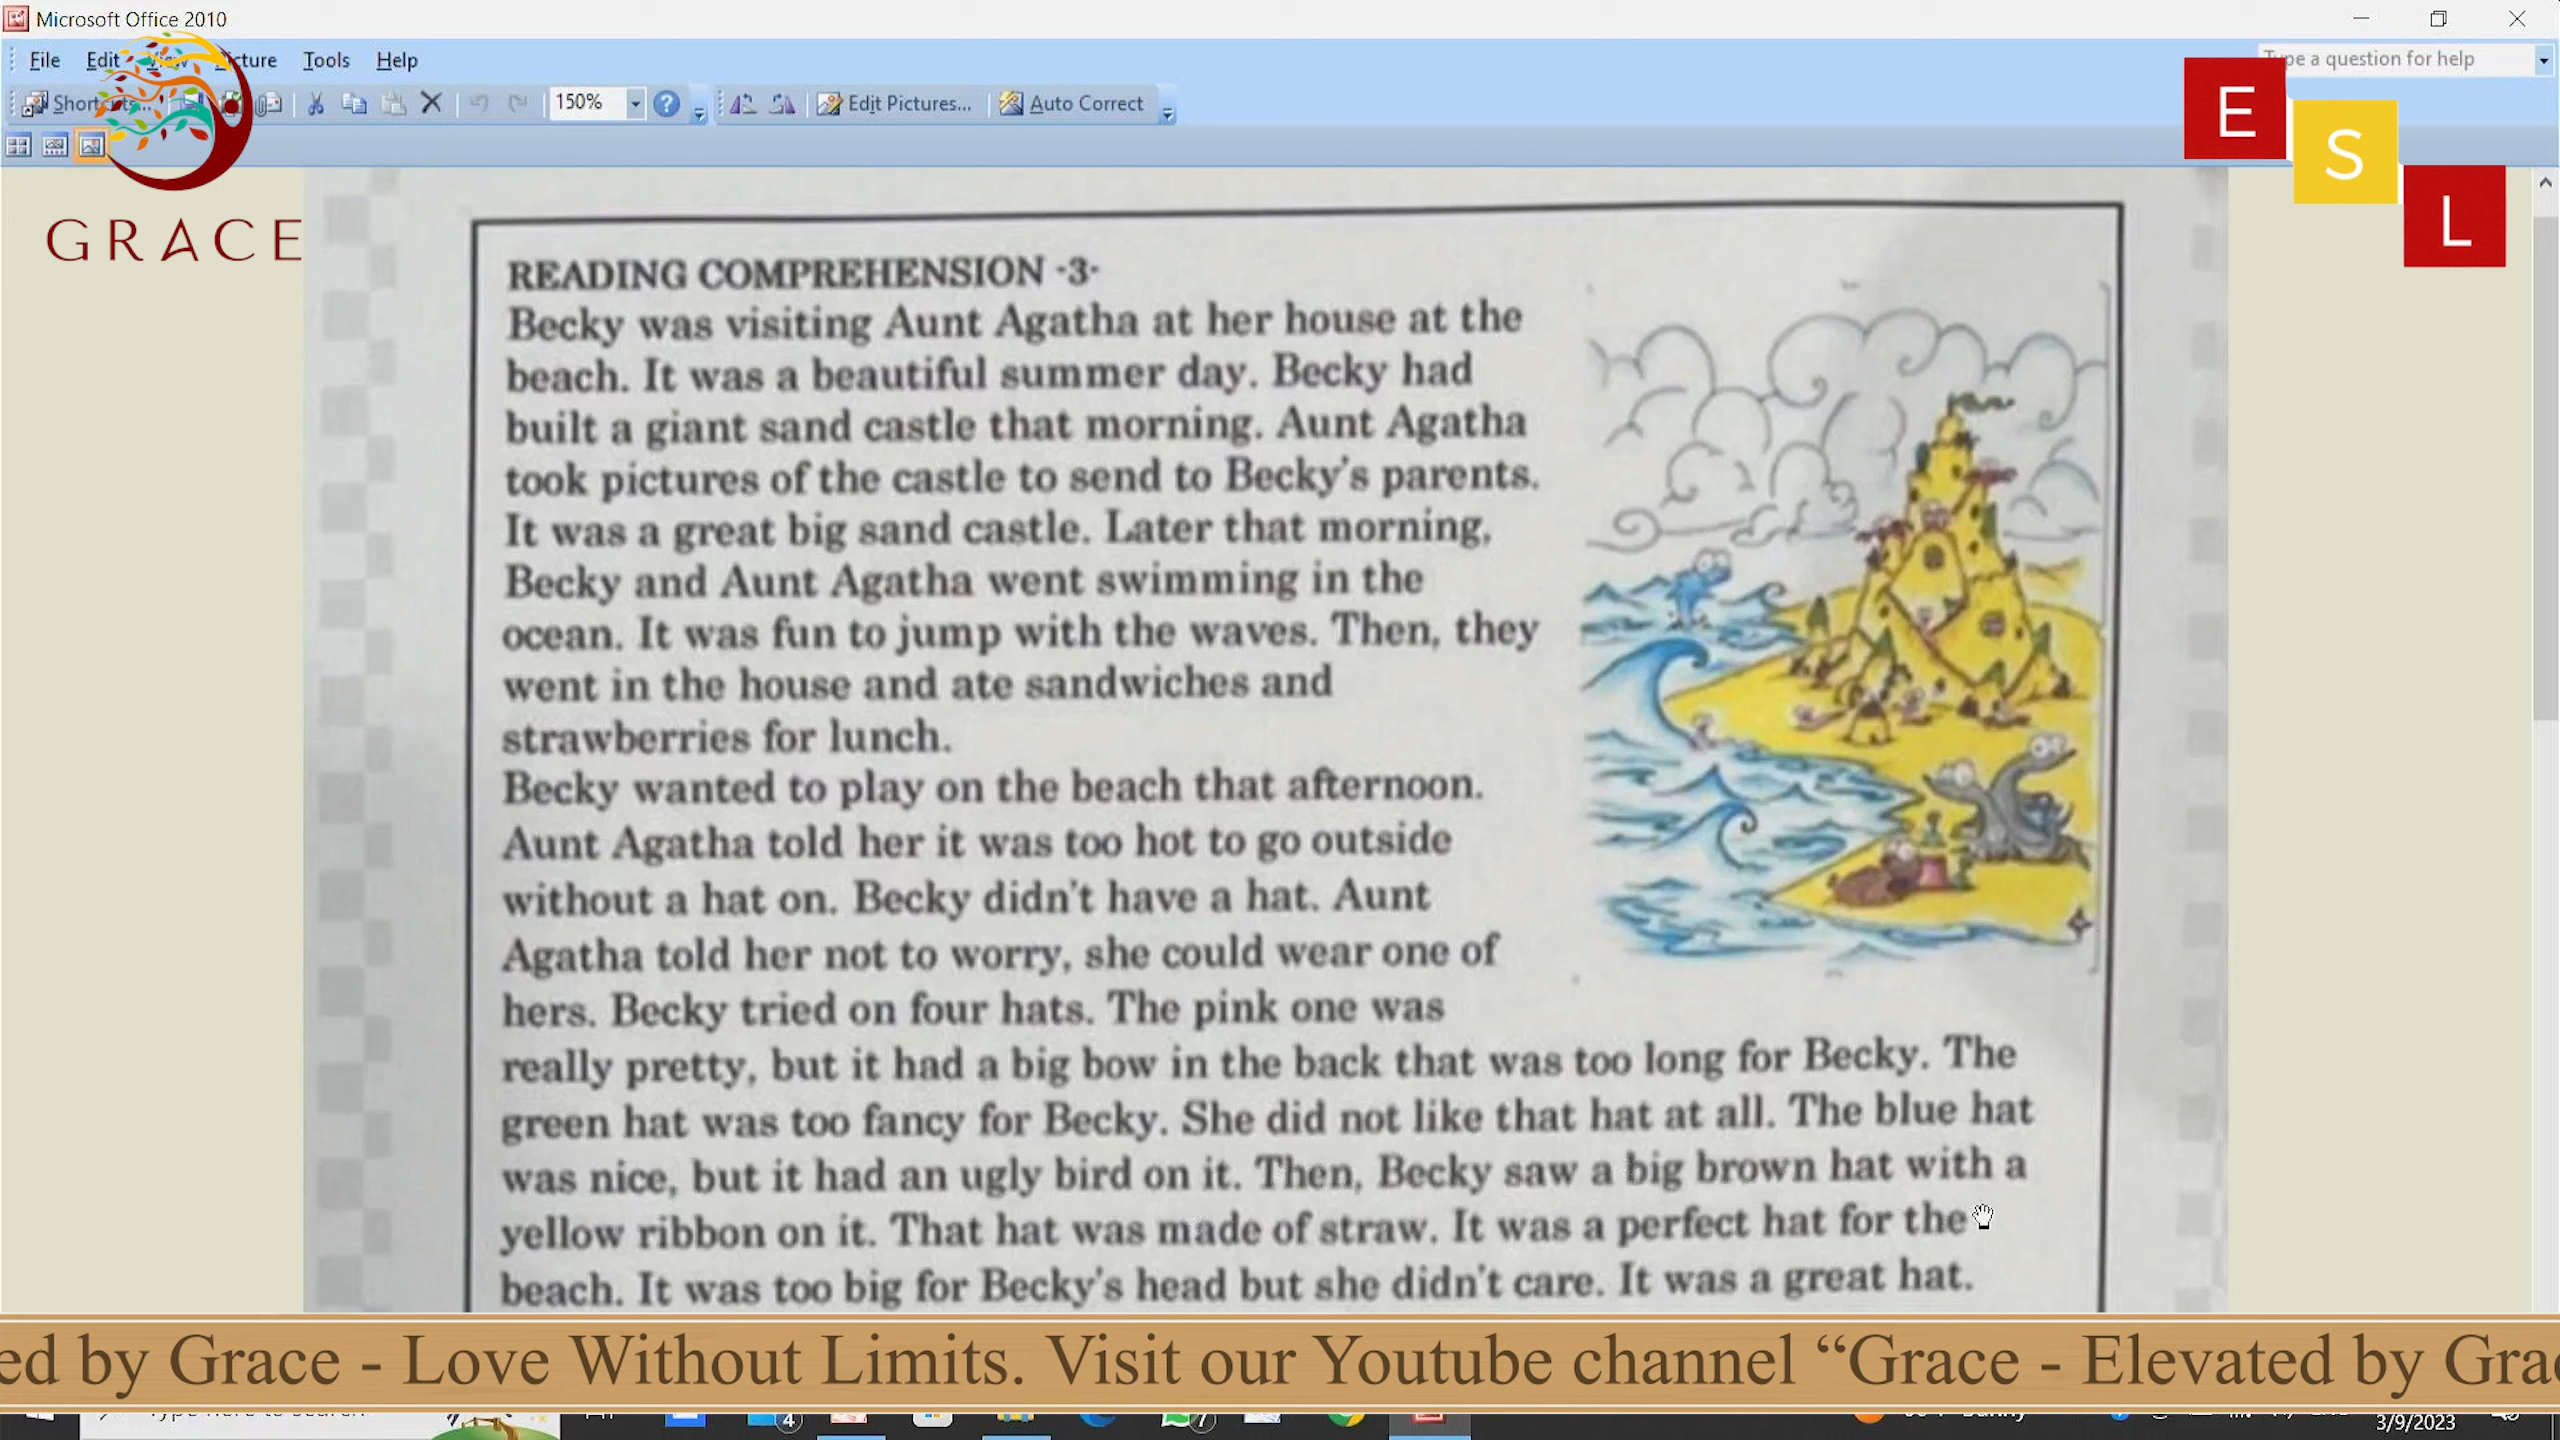 Microsoft Office 2010
File Edit View Picture Tools Help
Type a question for help
150% Edit Pictures... Auto Correct
GRACE
E
S
L
READING COMPREHENSION -3-
Becky was visiting Aunt Agatha at her house at the
beach. It was a beautiful summer day. Becky had
built a giant sand castle that morning. Aunt Agatha
took pictures of the castle to send to Becky's parents.
It was a great big sand castle. Later that morning,
Becky and Aunt Agatha went swimming in the
ocean. It was fun to jump with the waves. Then, they
went in the house and ate sandwiches and
strawberries for lunch.
Becky wanted to play on the beach that afternoon.
Aunt Agatha told her it was too hot to go outside
without a hat on. Becky didn't have a hat. Aunt
Agatha told her not to worry, she could wear one of
hers. Becky tried on four hats. The pink one was
really pretty, but it had a big bow in the back that was too long for Becky. The
green hat was too fancy for Becky. She did not like that hat at all. The blue hat
was nice, but it had an ugly bird on it. Then, Becky saw a big brown hat with a
yellow ribbon on it. That hat was made of straw. It was a perfect hat for the
beach. It was too big for Becky's head but she didn't care. It was a great hat.
ed by Grace - Love Without Limits. Visit our Youtube channel “Grace - Elevated by Gra
4
7
3/9/2023